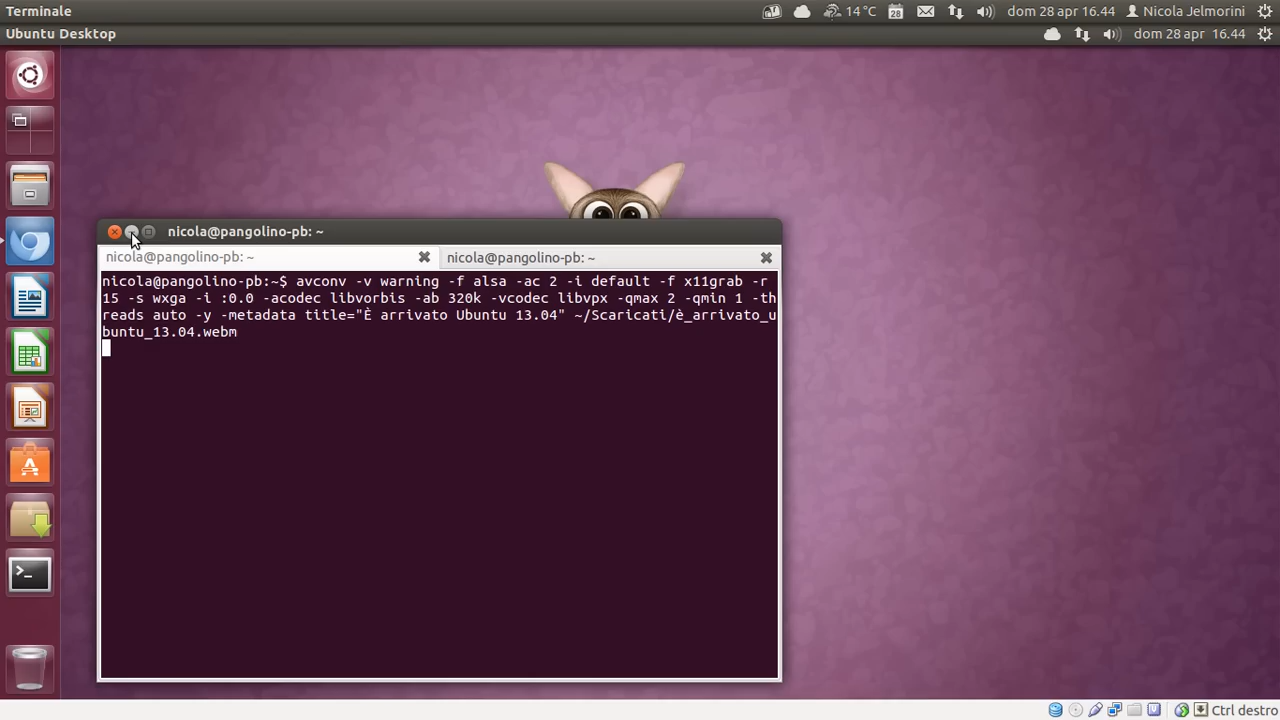 Terminale
14 °C
28
dom 28 apr 16.44
Nicola Jelmorini
Ubuntu Desktop
dom 28 apr 16.44
nicola@pangolino-pb: ~
nicola@pangolino-pb: ~
nicola@pangolino-pb: ~
nicola@pangolino-pb:~$ avconv -v warning -f alsa -ac 2 -i default -f x11grab -r
15 -s wxga -i :0.0 -acodec libvorbis -ab 320k -vcodec libvpx -qmax 2 -qmin 1 -th
reads auto -y -metadata title="È arrivato Ubuntu 13.04" ~/Scaricati/è_arrivato_u
buntu_13.04.webm
Ctrl destro